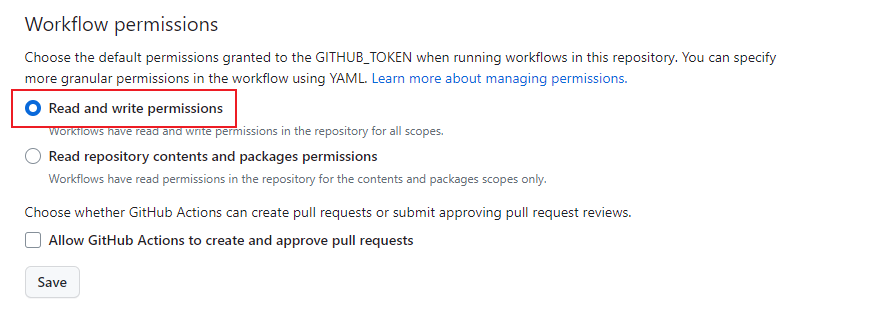 Workflow permissions
Choose the default permissions granted to the GITHUB_TOKEN when running workflows in this repository. You can specify
more granular permissions in the workflow using YAML. Learn more about managing permissions.
Read and write permissions
Workflows have read and write permissions in the repository for all scopes.
Read repository contents and packages permissions
Workflows have read permissions in the repository for the contents and packages scopes only.
Choose whether GitHub Actions can create pull requests or submit approving pull request reviews.
Allow GitHub Actions to create and approve pull requests
Save